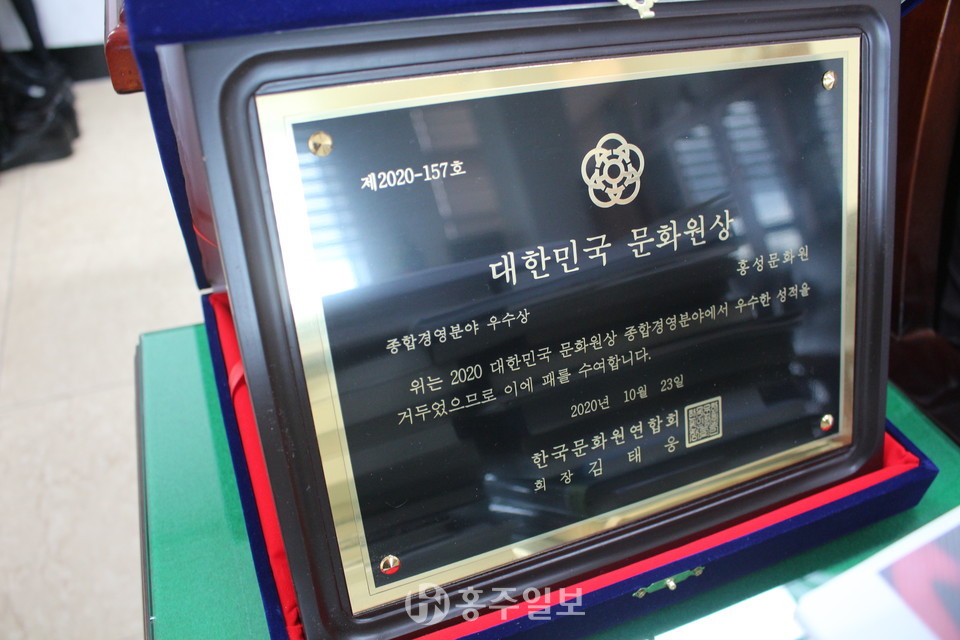 제2020-157호
대한민국 문화원상
홍성문화원
종합경영분야 우수상
위는 2020 대한민국 문화원상 종합경영분야에서 우수한 성적을
거두었으므로 이에 패를 수여합니다.
2020년 10월 23일
한국문화원연합회
회장 김태웅
홍주일보